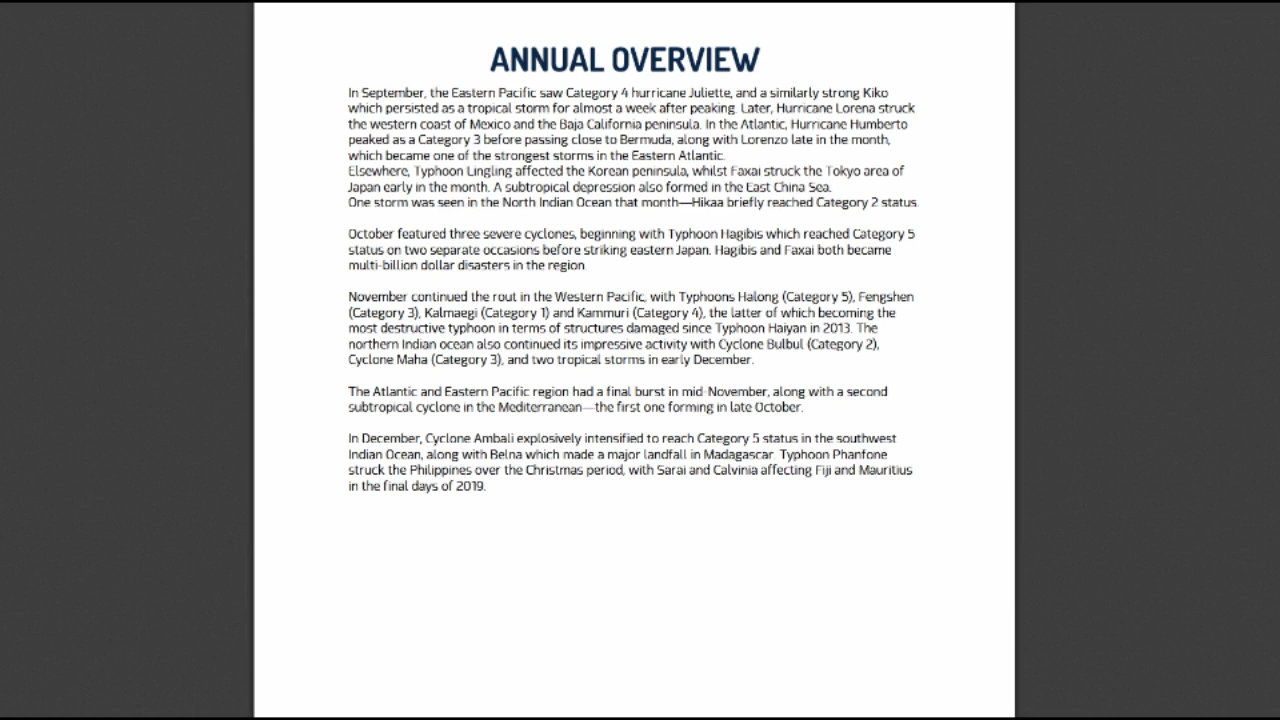 ANNUAL OVERVIEW
In September, the Eastern Pacific saw Category 4 hurricane Juliette, and a similarly strong Kiko
which persisted as a tropical storm for almost a week after peaking. Later, Hurricane Lorena struck
the western coast of Mexico and the Baja California peninsula. In the Atlantic, Hurricane Humberto
peaked as a Category 3 before passing close to Bermuda, along with Lorenzo late in the month,
which became one of the strongest storms in the Eastern Atlantic.
Elsewhere, Typhoon Lingling affected the Korean peninsula, whilst Faxai struck the Tokyo area of
Japan early in the month. A subtropical depression also formed in the East China Sea.
One storm was seen in the North Indian Ocean that month—Hikaa briefly reached Category 2 status.
October featured three severe cyclones, beginning with Typhoon Hagibis which reached Category 5
status on two separate occasions before striking eastern Japan. Hagibis and Faxai both became
multi-billion dollar disasters in the region
November continued the rout in the Western Pacific, with Typhoons Halong (Category 5), Fengshen
(Category 3), Kalmaegi (Category 1) and Kammuri (Category 4), the latter of which becoming the
most destructive typhoon in terms of structures damaged since Typhoon Haiyan in 2013. The
northern Indian ocean also continued its impressive activity with Cyclone Bulbul (Category 2),
Cyclone Maha (Category 3), and two tropical storms in early December.
The Atlantic and Eastern Pacific region had a final burst in mid-November, along with a second
subtropical cyclone in the Mediterranean—the first one forming in late October.
In December, Cyclone Ambali explosively intensified to reach Category 5 status in the southwest
Indian Ocean, along with Belna which made a major landfall in Madagascar. Typhoon Phanfone
struck the Philippines over the Christmas period, with Sarai and Calvinia affecting Fiji and Mauritius
in the final days of 2019.